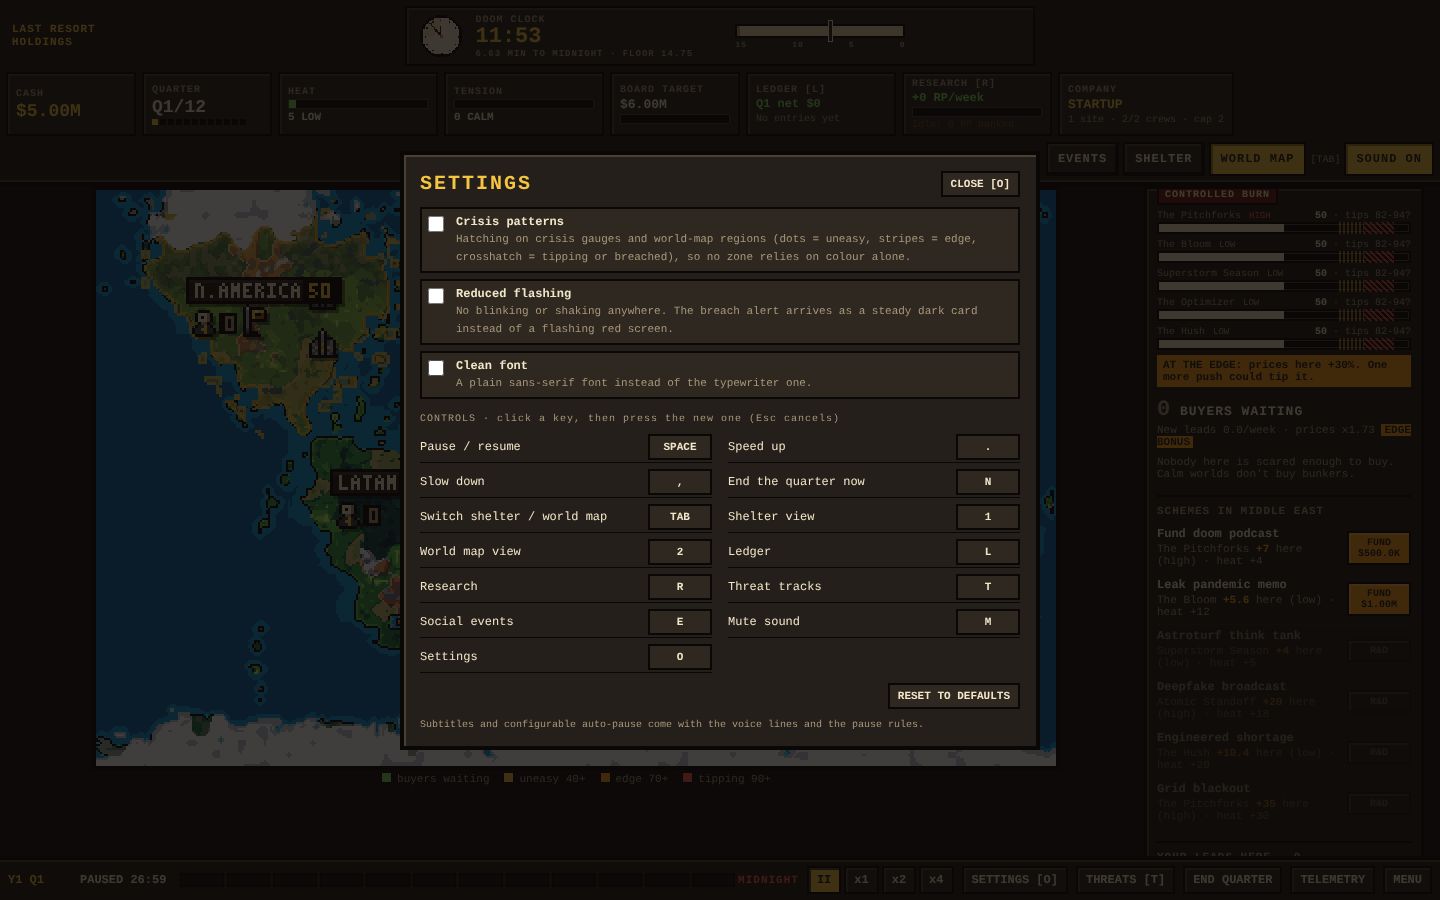 LAST RESORT
HOLDINGS
DOOM CLOCK
11:53
6.63 MIN TO MIDNIGHT · FLOOR 14.75
15 10 5 0
CASH
$5.00M
QUARTER
Q1/12
HEAT
5 LOW
TENSION
0 CALM
BOARD TARGET
$6.00M
LEDGER [L]
Q1 net $0
No entries yet
RESEARCH [R]
+0 RP/week
COMPANY
STARTUP
1 site · 2/2 crews · cap 2
EVENTS
SHELTER
WORLD MAP
[TAB]
SOUND ON
SETTINGS
CLOSE [O]
Crisis patterns
Hatching on crisis gauges and world-map regions (dots = uneasy, stripes = edge,
crosshatch = tipping or breached), so no zone relies on colour alone.
Reduced flashing
No blinking or shaking anywhere. The breach alert arrives as a steady dark card
instead of a flashing red screen.
Clean font
A plain sans-serif font instead of the typewriter one.
CONTROLS · click a key, then press the new one (Esc cancels)
Pause / resume SPACE
Speed up .
Slow down ,
End the quarter now N
Switch shelter / world map TAB
Shelter view 1
World map view 2
Ledger L
Research R
Threat tracks T
Social events E
Mute sound M
Settings O
RESET TO DEFAULTS
Subtitles and configurable auto-pause come with the voice lines and the pause rules.
N.AMERICA 50
LATAM
buyers waiting uneasy 40+ edge 70+ tipping 90+
CONTROLLED BURN
The Pitchforks HIGH 50 · tips 82-94?
The Bloom LOW 50 · tips 82-94?
Superstorm Season LOW 50 · tips 82-94?
The Optimizer LOW 50 · tips 82-94?
The Hush LOW 50 · tips 82-94?
AT THE EDGE: prices here +30%. One
more push could tip it.
0 BUYERS WAITING
New leads 0.0/week · prices x1.73 EDGE
BONUS
Nobody here is scared enough to buy.
Calm worlds don't buy bunkers.
SCHEMES IN MIDDLE EAST
Fund doom podcast
The Pitchforks +7 here
(high) · heat +4
FUND
$500.0K
Leak pandemic memo
The Bloom +5.6 here (low) ·
heat +12
FUND
$1.00M
Astroturf think tank
Superstorm Season +4 here
R&D
Deepfake broadcast
R&D
Engineered shortage
The Hush +10.4 here (low) ·
R&D
Grid blackout
The Pitchforks +35 here
R&D
Y1 Q1
PAUSED 26:59
MIDNIGHT
II
x1
x2
x4
SETTINGS [O]
THREATS [T]
END QUARTER
TELEMETRY
MENU